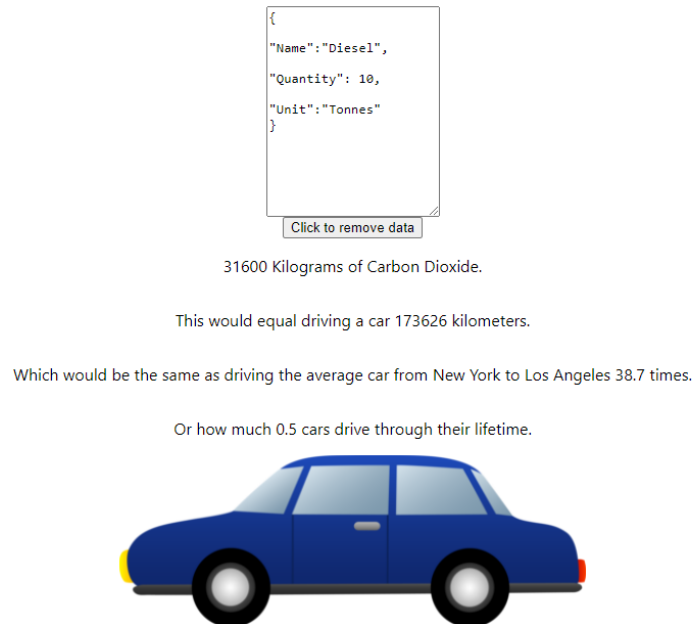 {
"Name":"Diesel",
"Quantity": 10,
"Unit":"Tonnes"
}
Click to remove data
31600 Kilograms of Carbon Dioxide.
This would equal driving a car 173626 kilometers.
Which would be the same as driving the average car from New York to Los Angeles 38.7 times.
Or how much 0.5 cars drive through their lifetime.